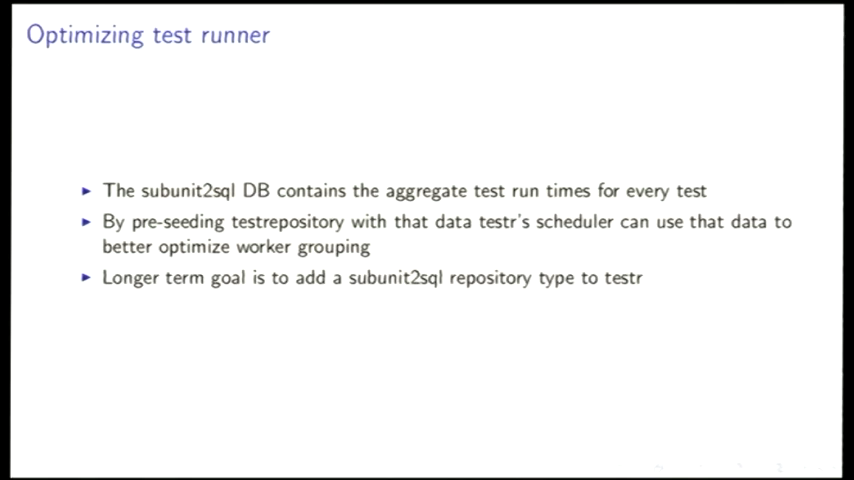 Optimizing test runner
▶ The subunit2sql DB contains the aggregate test run times for every test
▶ By pre-seeding testrepository with that data testr's scheduler can use that data to
better optimize worker grouping
▶ Longer term goal is to add a subunit2sql repository type to testr